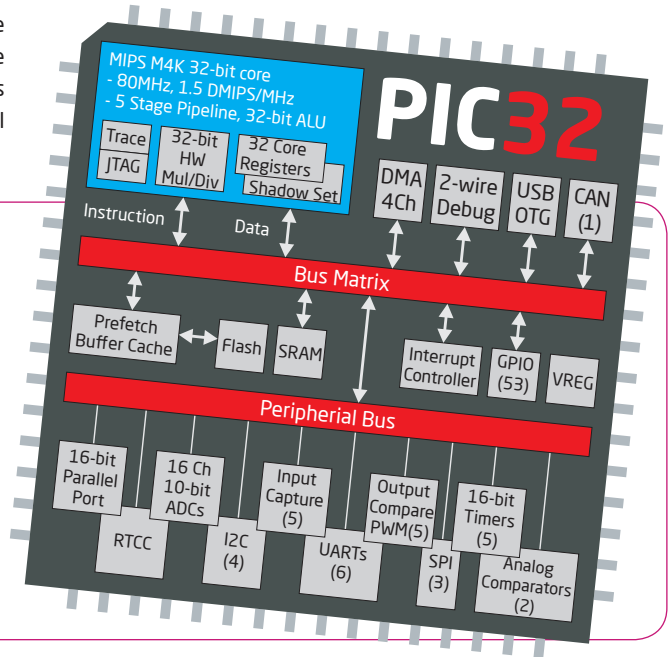 e
e
s
l
MIPS M4K 32-bit core
- 80MHz, 1.5 DMIPS/MHz
- 5 Stage Pipeline, 32-bit ALU
Trace
JTAG
32-bit
HW
Mul/Div
32 Core
Registers
Shadow Set
PIC32
DMA
4Ch
2-wire
Debug
USB
OTG
CAN
(1)
Instruction
Data
Bus Matrix
Prefetch
Buffer Cache
Flash
SRAM
Interrupt
Controller
GPIO
(53)
VREG
Peripherial Bus
16-bit
Parallel
Port
RTCC
16 Ch
10-bit
ADCs
I2C
(4)
Input
Capture
(5)
UARTs
(6)
Output
Compare
PWM(5)
SPI
(3)
16-bit
Timers
(5)
Analog
Comparators
(2)